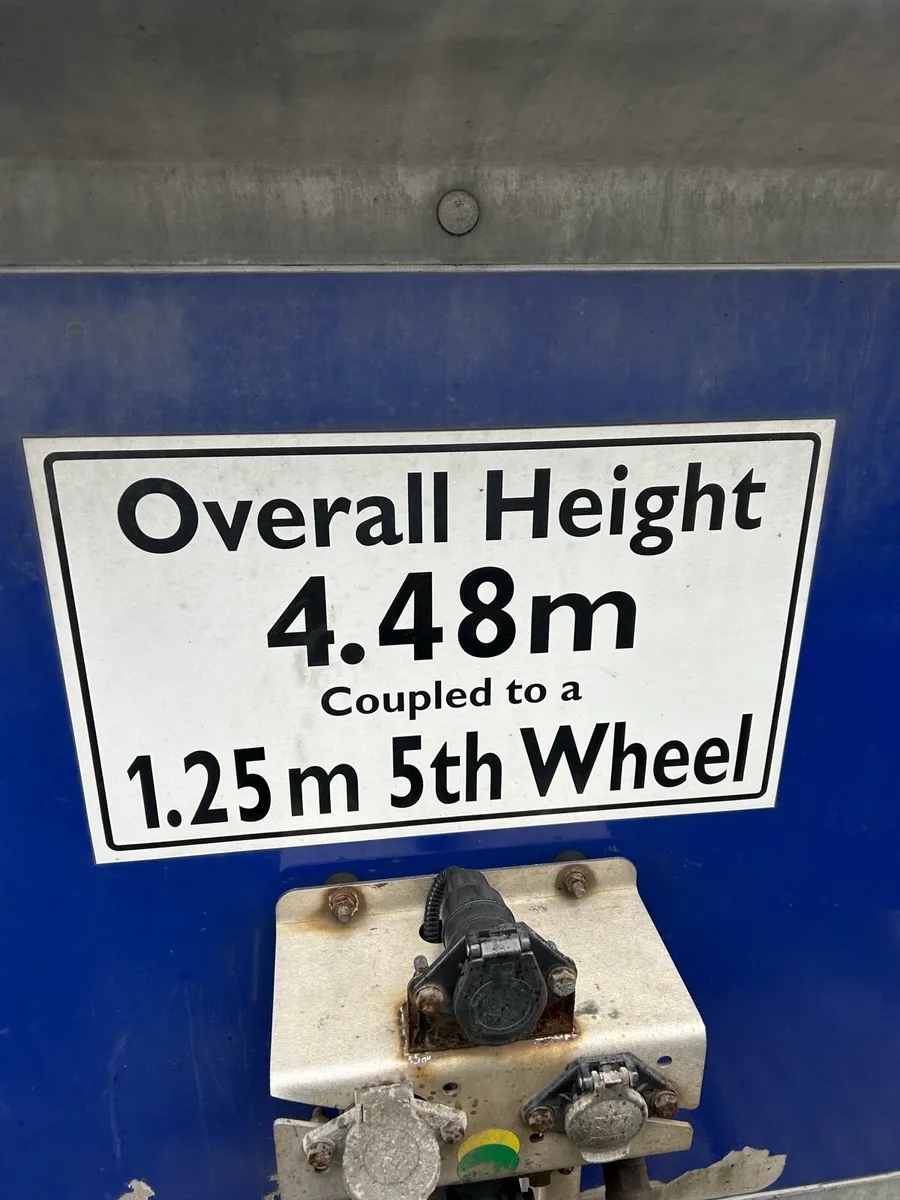 Overall Height
4.48m
Coupled to a
1.25m 5th Wheel